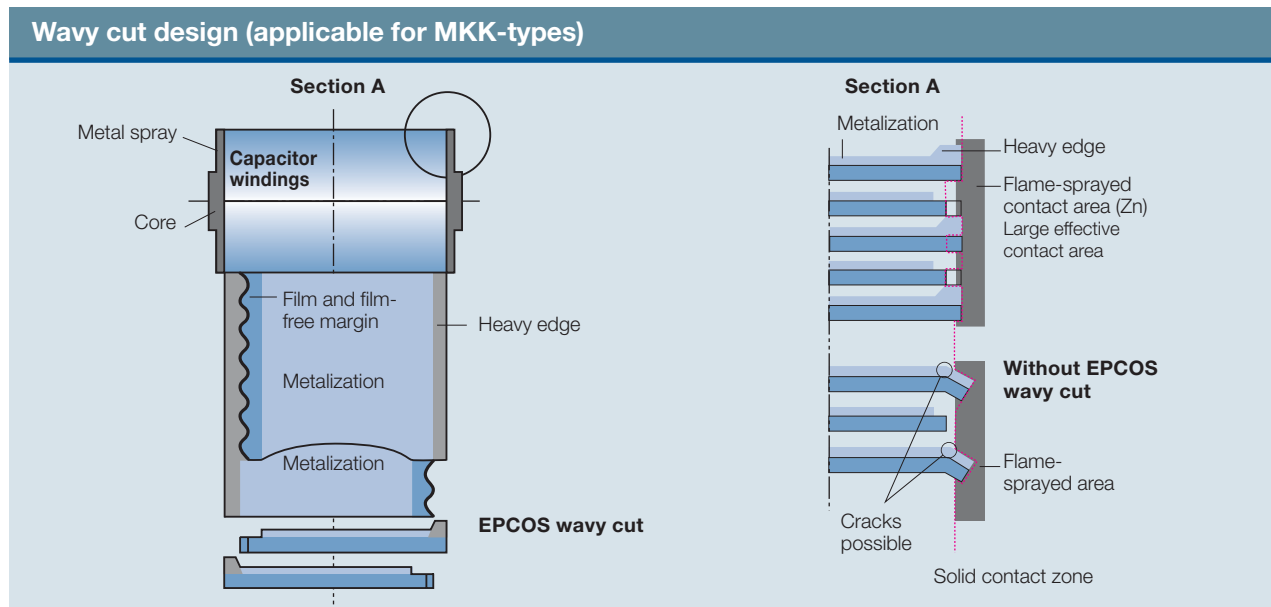 Wavy cut design (applicable for MKK-types)
Section A
Metal spray
Capacitor
windings
Core
Film and film-
free margin
Heavy edge
Metalization
Metalization
EPCOS wavy cut
Section A
Metalization
Heavy edge
Flame-sprayed
contact area (Zn)
Large effective
contact area
Without EPCOS
wavy cut
Flame-
sprayed area
Cracks
possible
Solid contact zone